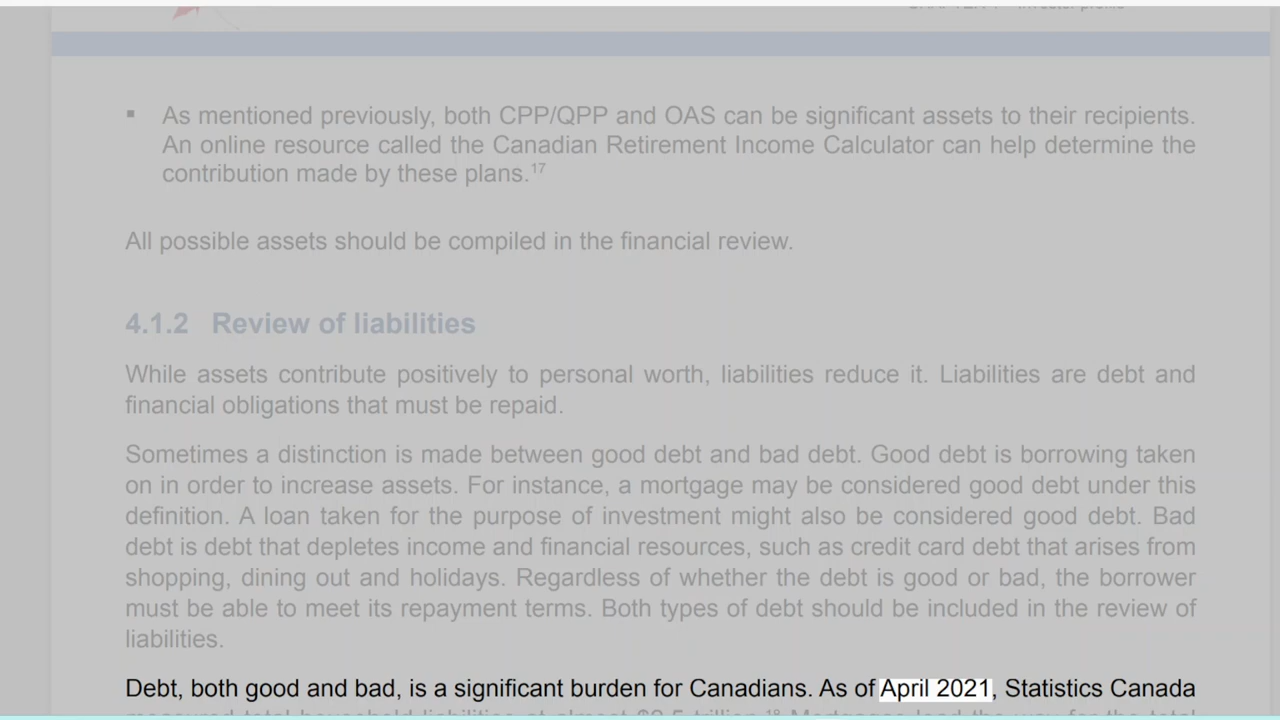 ▪ As mentioned previously, both CPP/QPP and OAS can be significant assets to their recipients.
An online resource called the Canadian Retirement Income Calculator can help determine the
contribution made by these plans.17
All possible assets should be compiled in the financial review.
4.1.2 Review of liabilities
While assets contribute positively to personal worth, liabilities reduce it. Liabilities are debt and
financial obligations that must be repaid.
Sometimes a distinction is made between good debt and bad debt. Good debt is borrowing taken
on in order to increase assets. For instance, a mortgage may be considered good debt under this
definition. A loan taken for the purpose of investment might also be considered good debt. Bad
debt is debt that depletes income and financial resources, such as credit card debt that arises from
shopping, dining out and holidays. Regardless of whether the debt is good or bad, the borrower
must be able to meet its repayment terms. Both types of debt should be included in the review of
liabilities.
Debt, both good and bad, is a significant burden for Canadians. As of April 2021, Statistics Canada